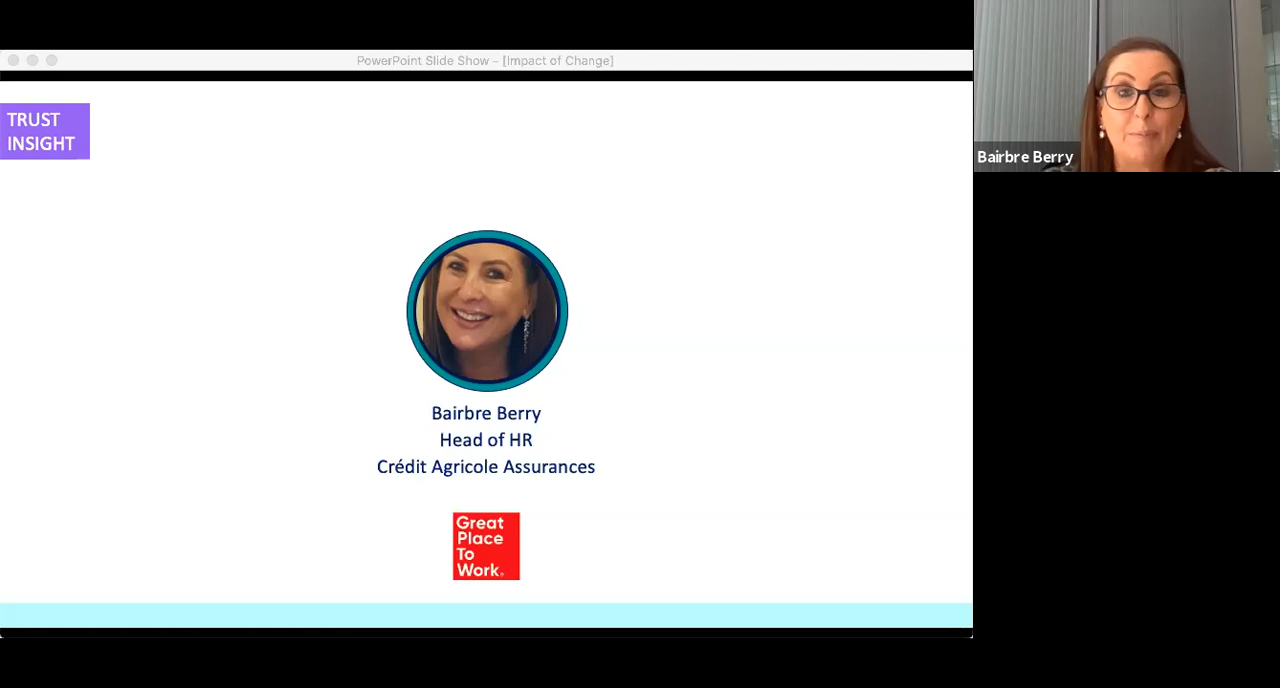 PowerPoint Slide Show – [Impact of Change]
TRUST
INSIGHT
Bairbre Berry
Bairbre Berry
Head of HR
Crédit Agricole Assurances
Great
Place
To
Work.